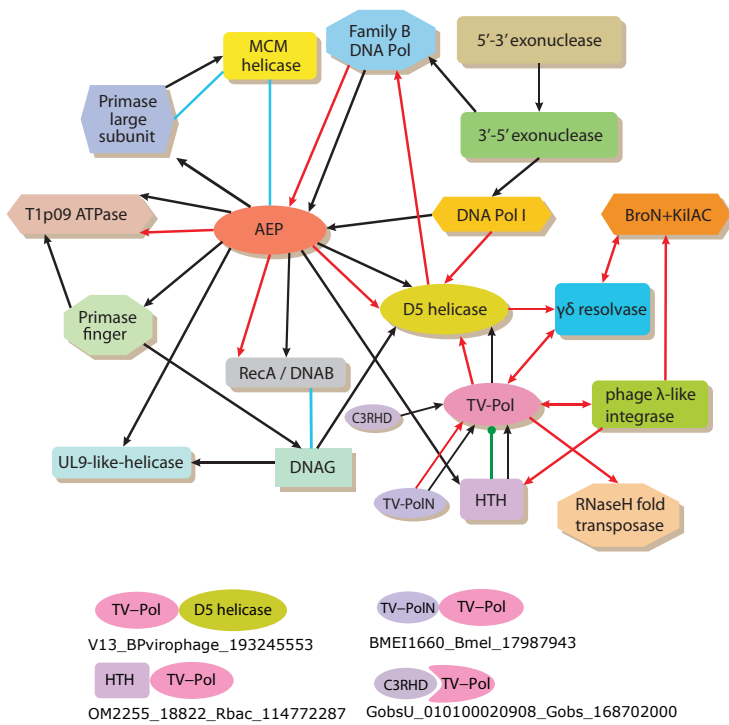 MCM
helicase
Family B
DNA Pol
5'-3' exonuclease
Primase
large
subunit
3'-5' exonuclease
T1p09 ATPase
AEP
DNA Pol I
BroN+KilAC
Primase
finger
D5 helicase
γδ resolvase
RecA / DNAB
C3RHD
TV-Pol
phage λ-like
integrase
UL9-like-helicase
DNAG
TV-PolN
HTH
RNaseH fold
transposase
TV–Pol
D5 helicase
TV-PolN
TV–Pol
V13_BPvirophage_193245553
BMEI1660_Bmel_17987943
HTH
TV–Pol
C3RHD
TV–Pol
OM2255_18822_Rbac_114772287
GobsU_010100020908_Gobs_168702000